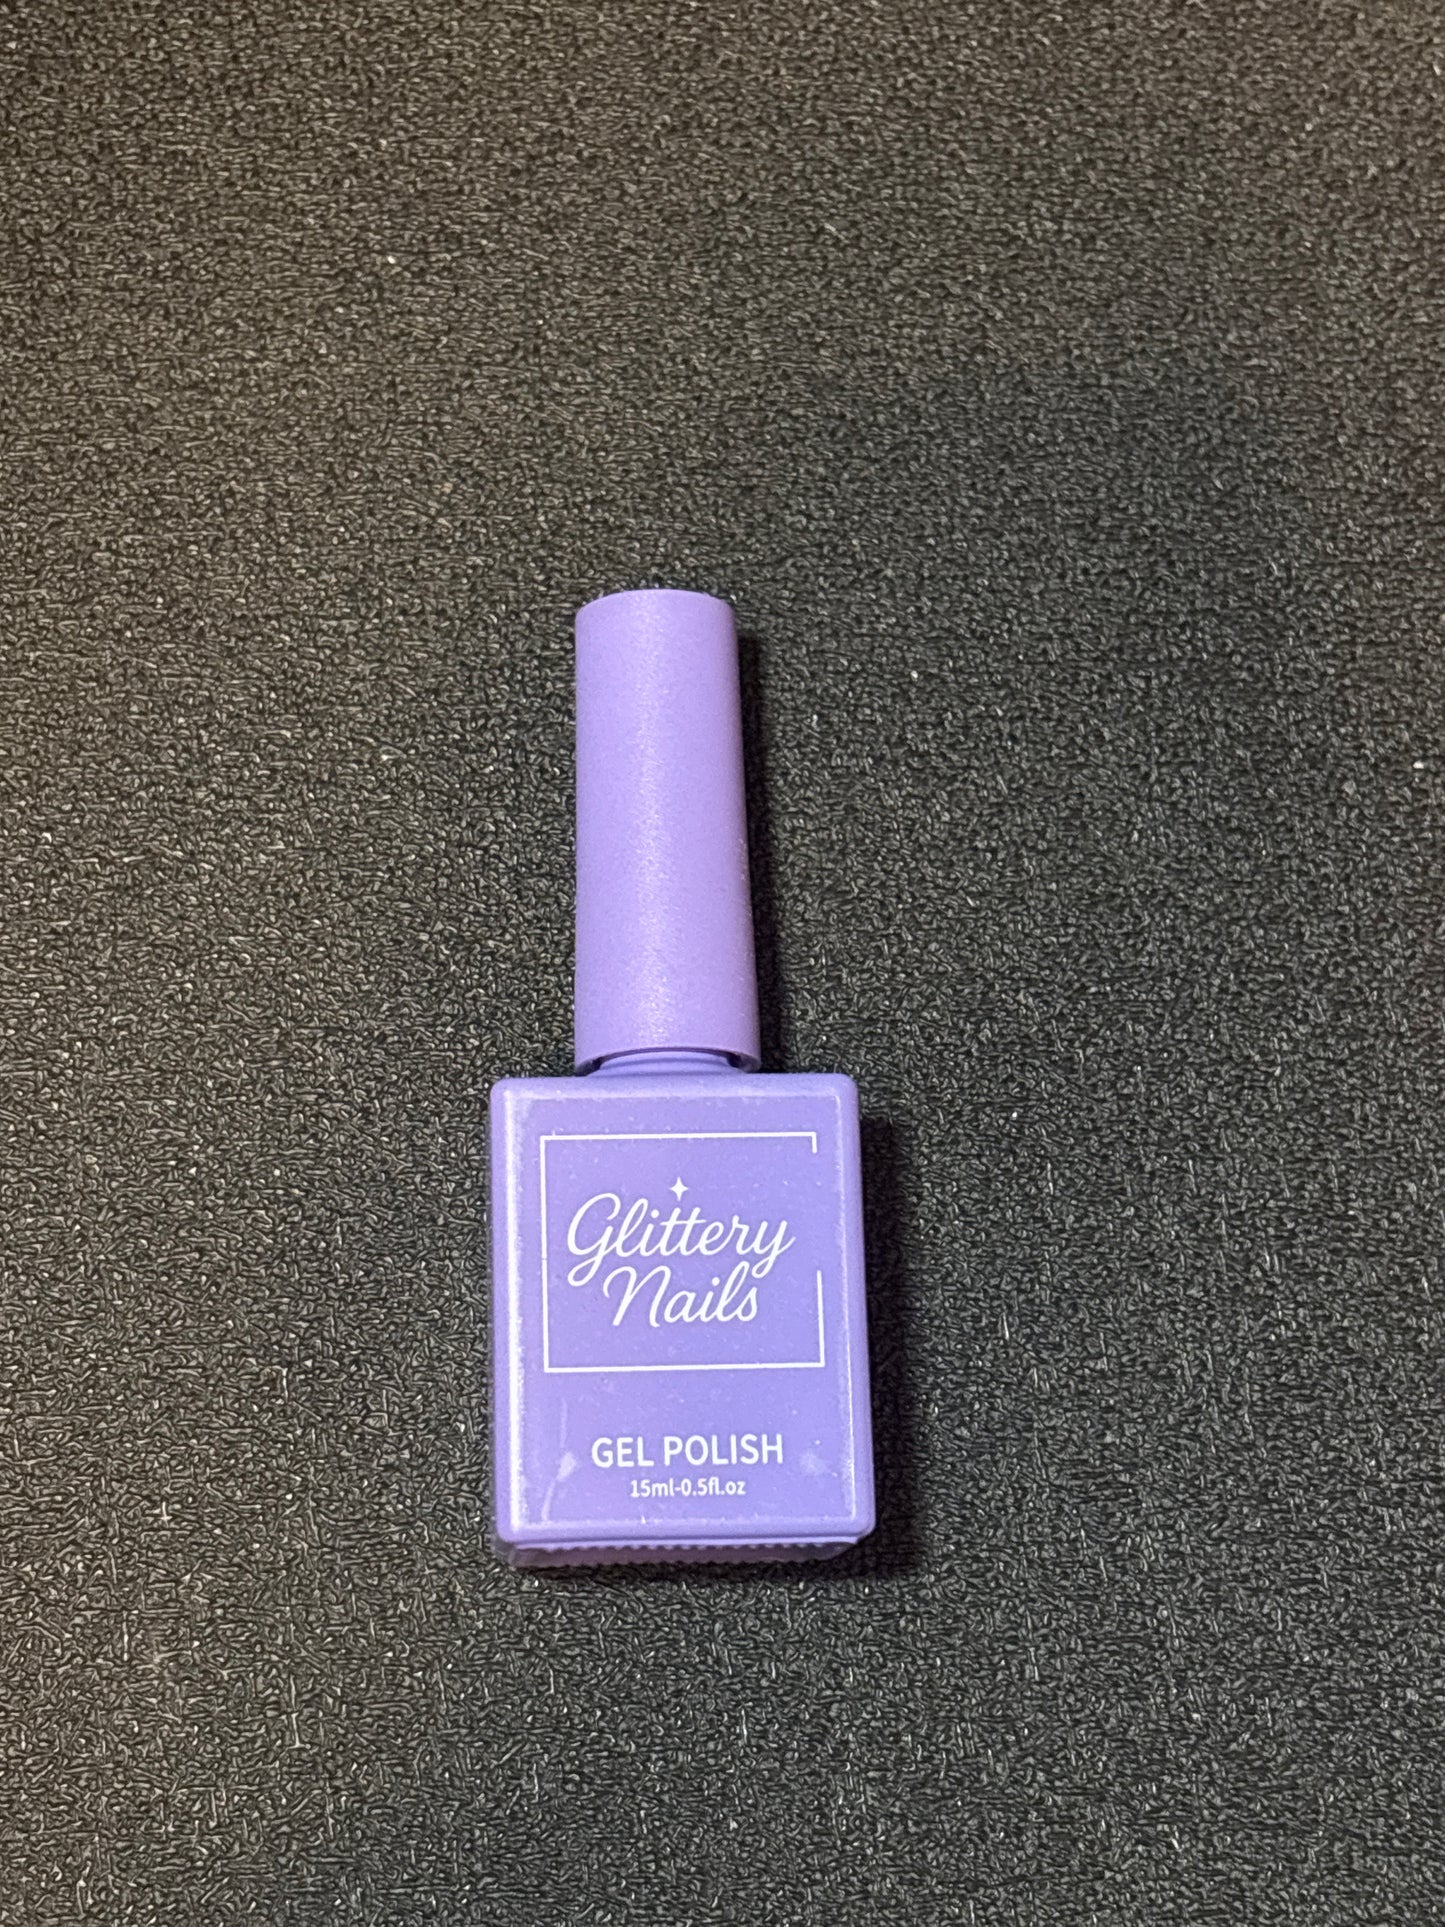 Glittery
Nails
GEL POLISH
15ml-0.5fl.oz